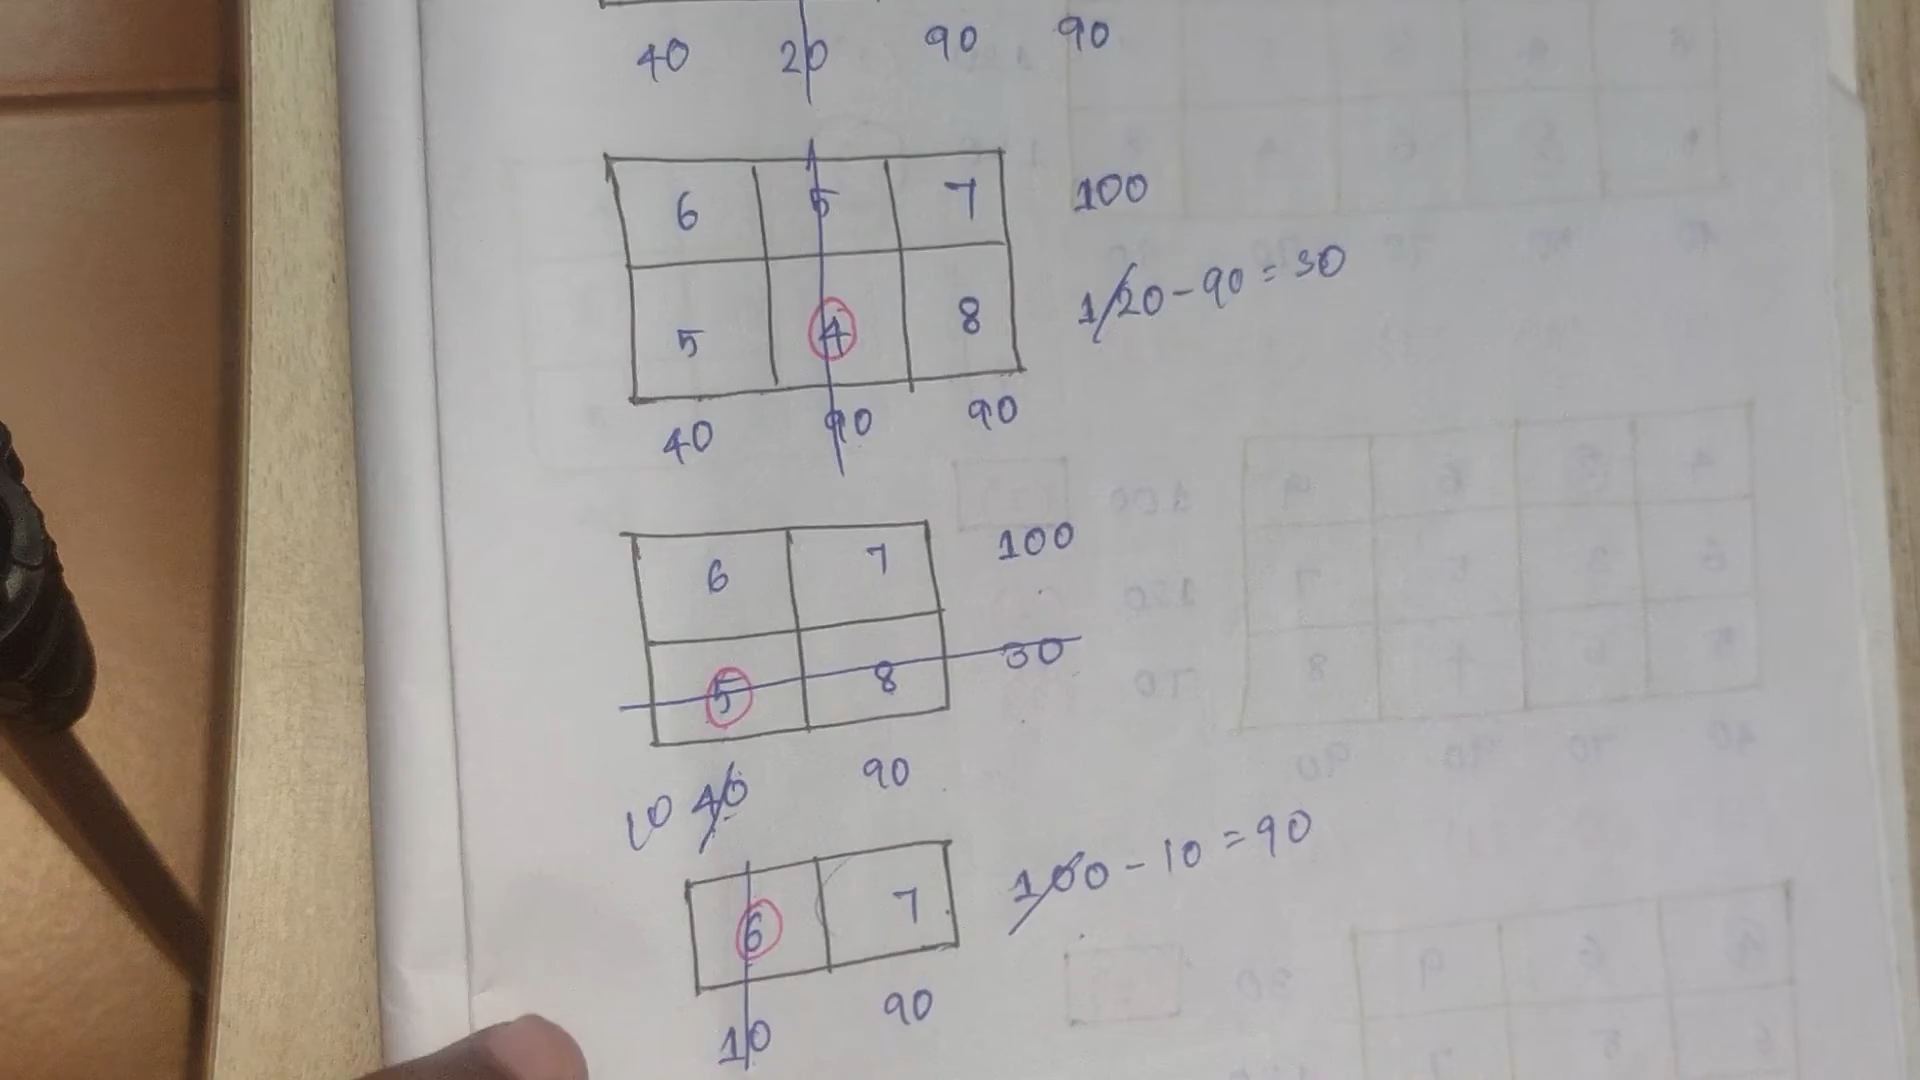 40 20 90 90
6 5 7 100
5 4 8 120 - 90 = 30
40 90 90
6 7 100
5 8 30
10 40 90
6 7 100 - 10 = 90
10 90